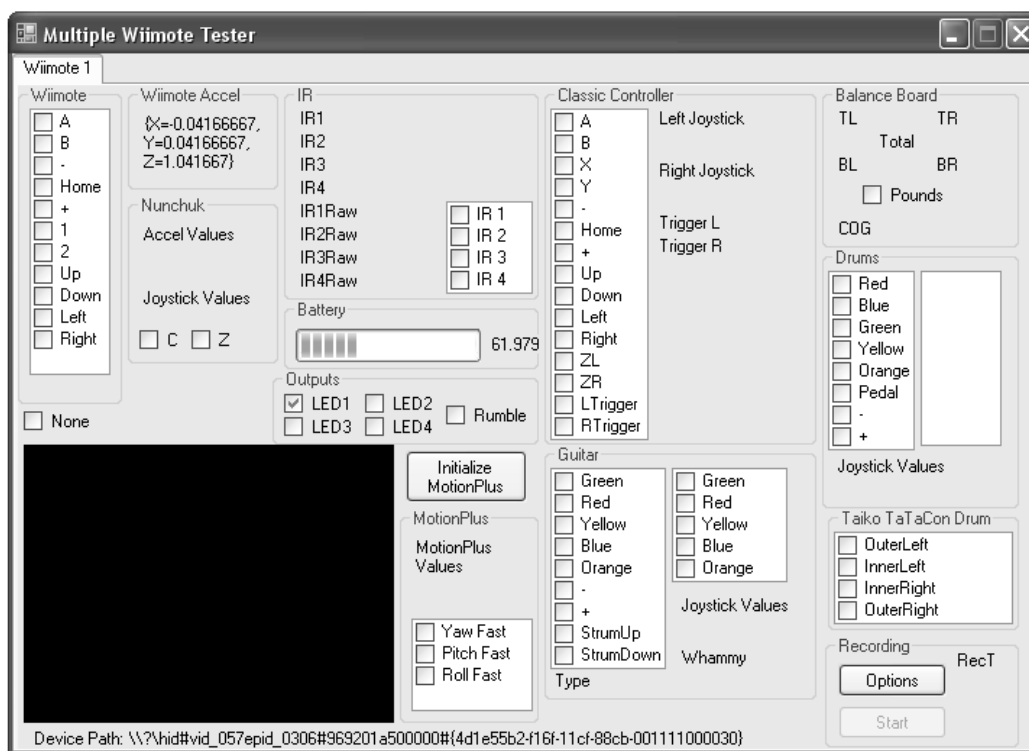 Multiple Wiimote Tester
Wiimote 1
Wiimote
A
B
-
Home
+
1
2
Up
Down
Left
Right
None
Wiimote Accel
{X=-0.04166667,
Y=0.04166667,
Z=1.041667}
Nunchuk
Accel Values
Joystick Values
C Z
IR
IR1
IR2
IR3
IR4
IR1Raw
IR2Raw
IR3Raw
IR4Raw
IR 1
IR 2
IR 3
IR 4
Battery
61.979
Outputs
LED1 LED2
LED3 LED4
Rumble
Initialize
MotionPlus
MotionPlus
MotionPlus
Values
Yaw Fast
Pitch Fast
Roll Fast
Classic Controller
A
B
X
Y
-
Home
+
Up
Down
Left
Right
ZL
ZR
LTrigger
RTrigger
Left Joystick
Right Joystick
Trigger L
Trigger R
Guitar
Green
Red
Yellow
Blue
Orange
-
+
StrumUp
StrumDown
Type
Green
Red
Yellow
Blue
Orange
Joystick Values
Whammy
Balance Board
TL TR
Total
BL BR
Pounds
COG
Drums
Red
Blue
Green
Yellow
Orange
Pedal
-
+
Joystick Values
Taiko TaTaCon Drum
OuterLeft
InnerLeft
InnerRight
OuterRight
Recording
RecT
Options
Start
Device Path: \\?\hid#vid_057epid_0306#969201a500000#{4d1e55b2-f16f-11cf-88cb-001111000030}